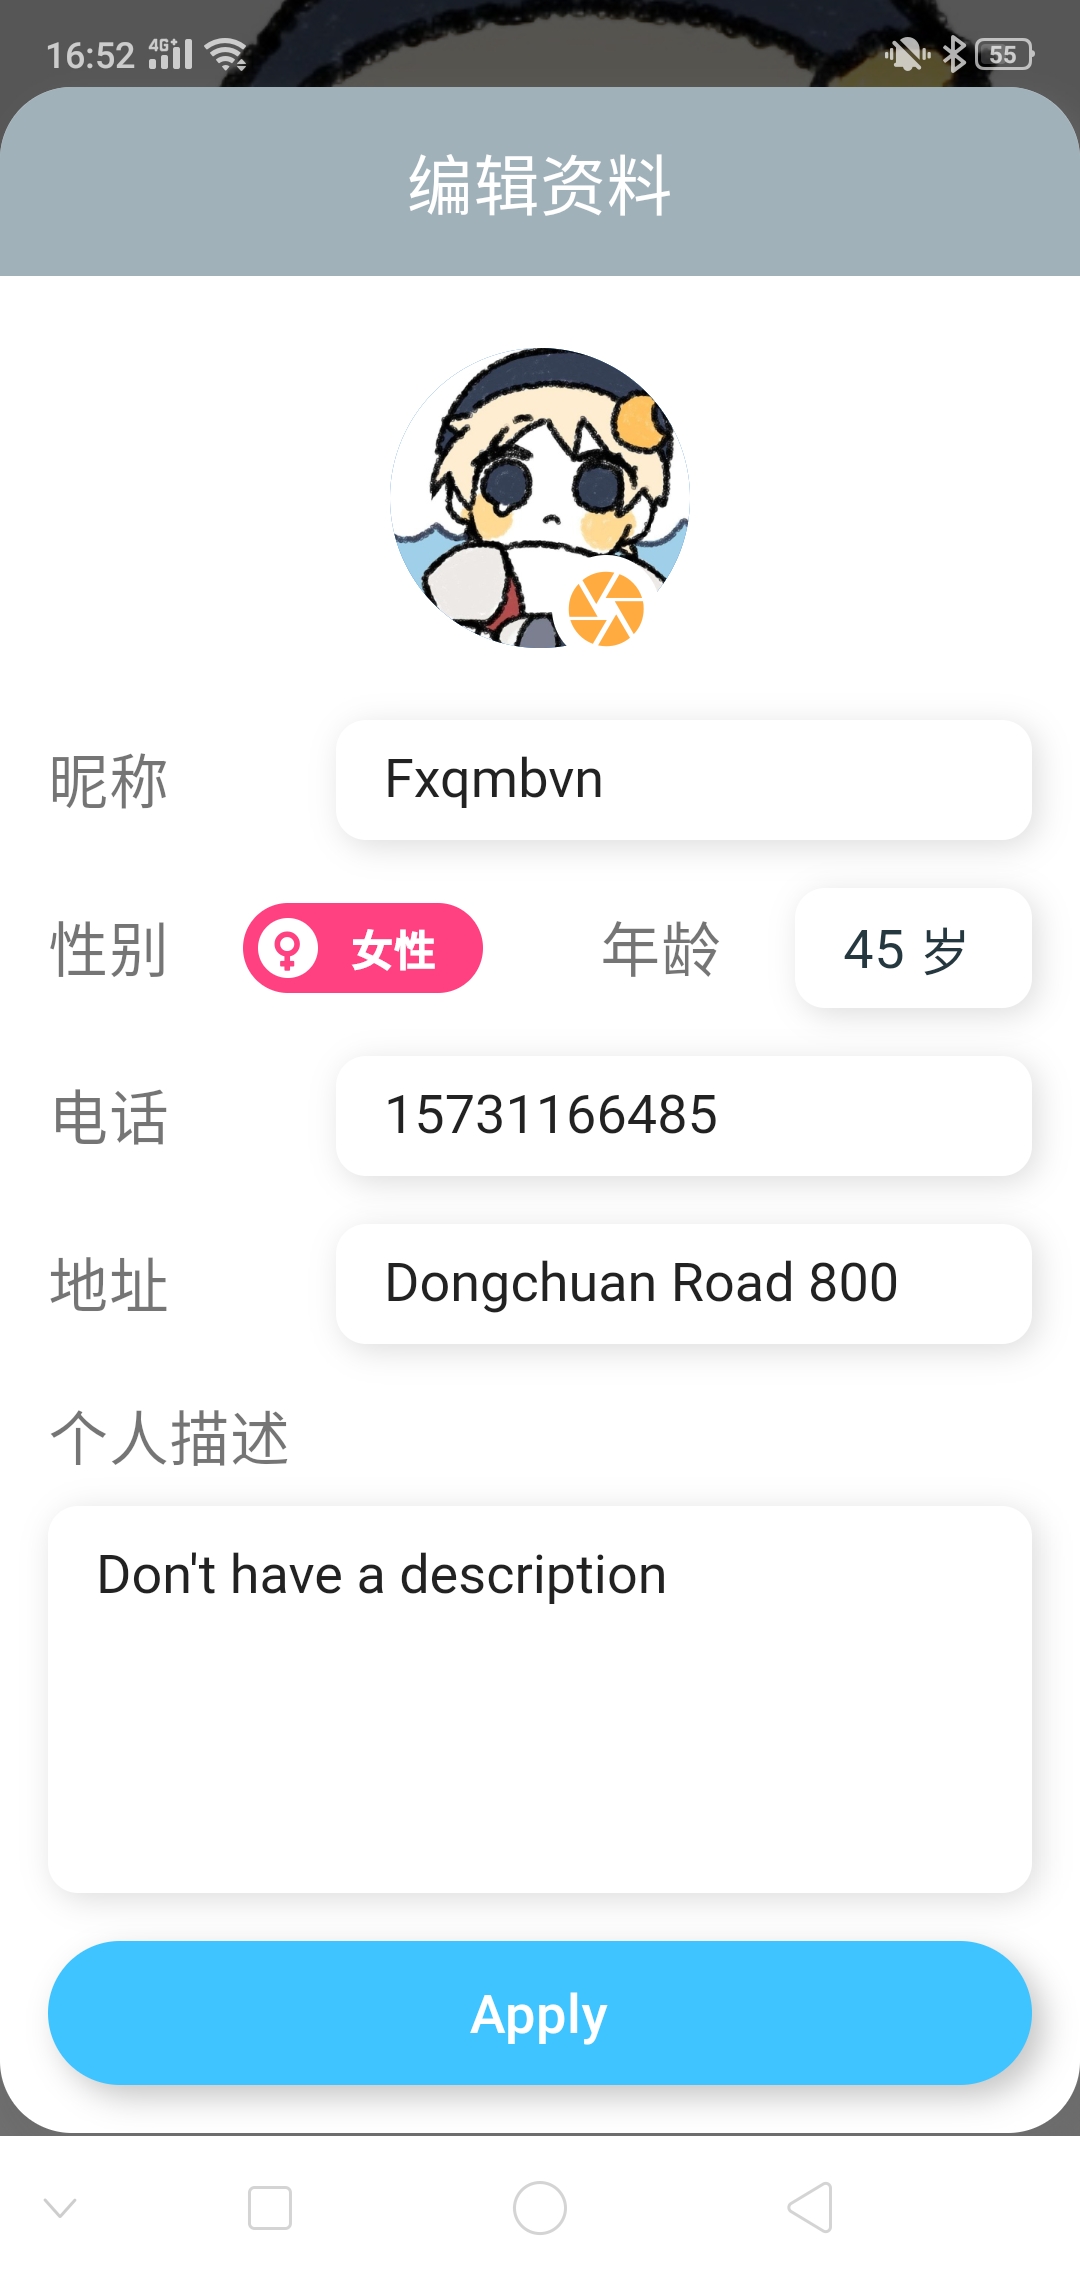 16:52 4G+ 55
编辑资料
昵称 Fxqmbvn
性别 女性 年龄 45 岁
电话 15731166485
地址 Dongchuan Road 800
个人描述
Don't have a description
Apply